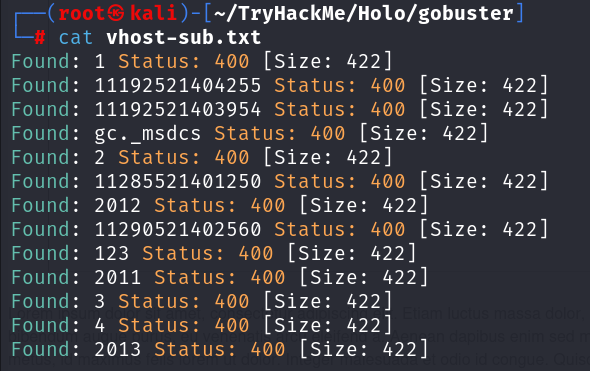 ┌──(root㉿kali)-[~/TryHackMe/Holo/gobuster]
└─# cat vhost-sub.txt
Found: 1 Status: 400 [Size: 422]
Found: 11192521404255 Status: 400 [Size: 422]
Found: 11192521403954 Status: 400 [Size: 422]
Found: gc._msdcs Status: 400 [Size: 422]
Found: 2 Status: 400 [Size: 422]
Found: 11285521401250 Status: 400 [Size: 422]
Found: 2012 Status: 400 [Size: 422]
Found: 11290521402560 Status: 400 [Size: 422]
Found: 123 Status: 400 [Size: 422]
Found: 2011 Status: 400 [Size: 422]
Found: 3 Status: 400 [Size: 422]
Found: 4 Status: 400 [Size: 422]
Found: 2013 Status: 400 [Size: 422]